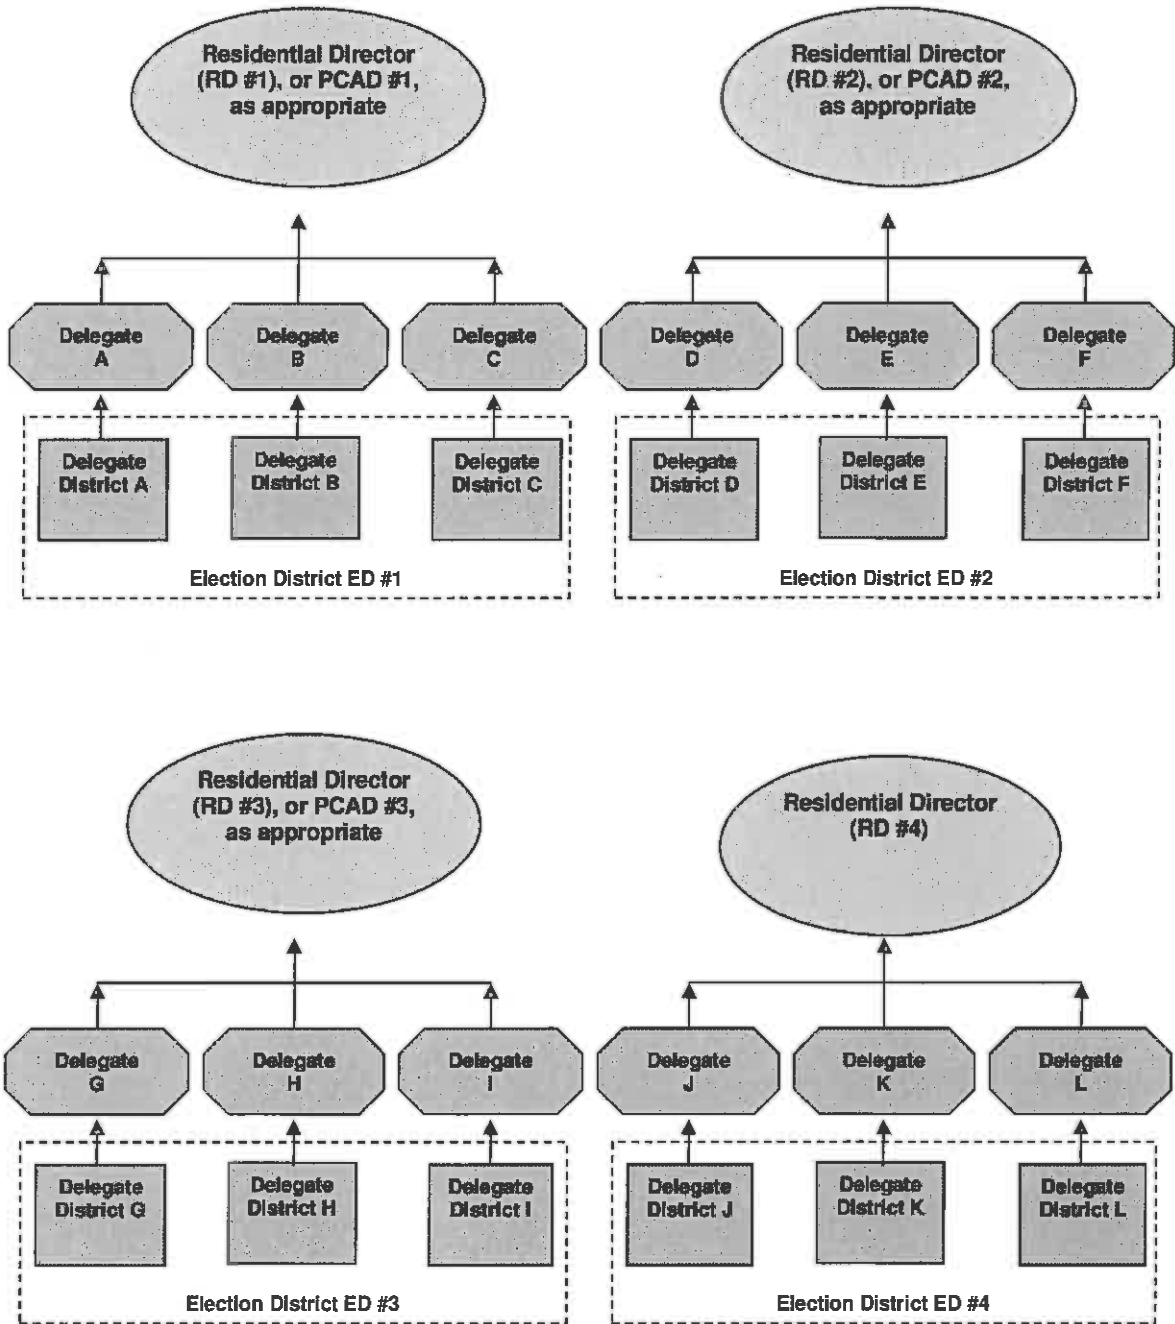 Residential Director
(RD #1), or PCAD #1,
as appropriate
Residential Director
(RD #2), or PCAD #2,
as appropriate
Delegate
A
Delegate
B
Delegate
C
Delegate
D
Delegate
E
Delegate
F
Delegate
District A
Delegate
District B
Delegate
District C
Delegate
District D
Delegate
District E
Delegate
District F
Election District ED #1
Election District ED #2
Residential Director
(RD #3), or PCAD #3,
as appropriate
Residential Director
(RD #4)
Delegate
G
Delegate
H
Delegate
I
Delegate
J
Delegate
K
Delegate
L
Delegate
District G
Delegate
District H
Delegate
District I
Delegate
District J
Delegate
District K
Delegate
District L
Election District ED #3
Election District ED #4